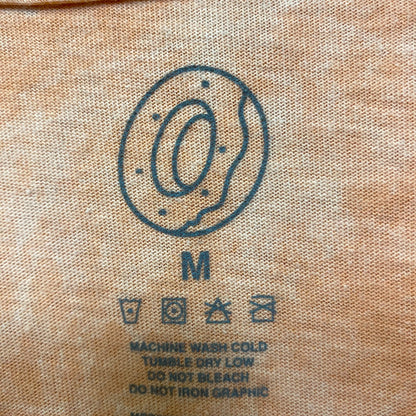 M
MACHINE WASH COLD
TUMBLE DRY LOW
DO NOT BLEACH
DO NOT IRON GRAPHIC